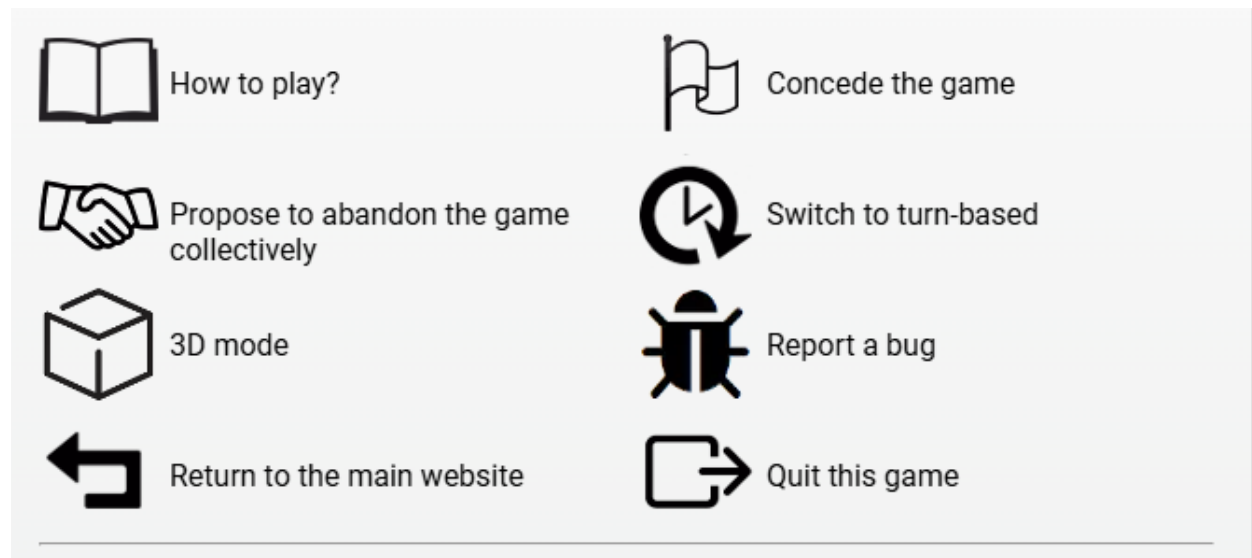 How to play?
Concede the game
Propose to abandon the game
collectively
Switch to turn-based
3D mode
Report a bug
Return to the main website
Quit this game